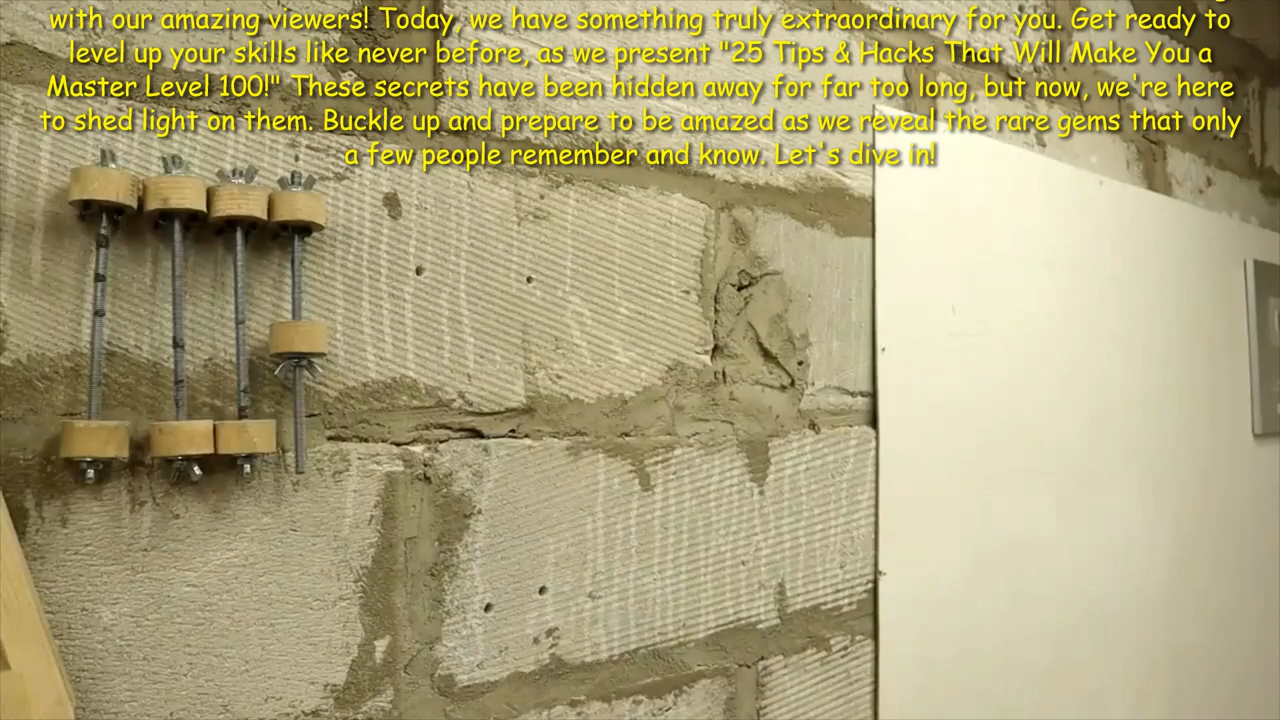 with our amazing viewers! Today, we have something truly extraordinary for you. Get ready to
level up your skills like never before, as we present "25 Tips & Hacks That Will Make You a
Master Level 100!" These secrets have been hidden away for far too long, but now, we're here
to shed light on them. Buckle up and prepare to be amazed as we reveal the rare gems that only
a few people remember and know. Let's dive in!